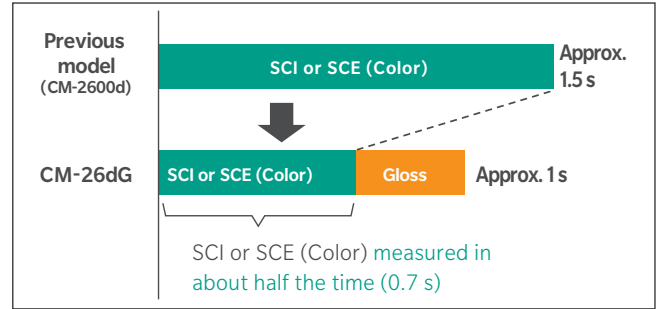 Previous
model
(CM-2600d)
SCI or SCE (Color)
Approx.
1.5 s
CM-26dG
SCI or SCE (Color)
Gloss
Approx. 1 s
SCI or SCE (Color) measured in
about half the time (0.7 s)